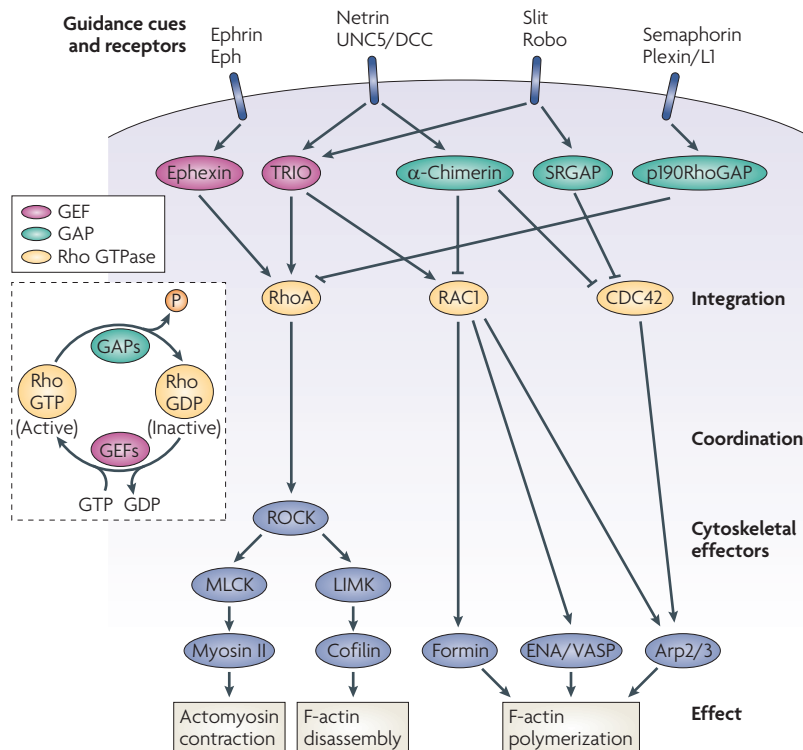 Guidance cues
and receptors
Ephrin
Eph
Netrin
UNC5/DCC
Slit
Robo
Semaphorin
Plexin/L1
Ephexin
TRIO
α-Chimerin
SRGAP
p190RhoGAP
GEF
GAP
Rho GTPase
RhoA
RAC1
CDC42
Integration
P
GAPs
Rho
GTP
(Active)
Rho
GDP
(Inactive)
GEFs
GTP
GDP
Coordination
ROCK
Cytoskeletal
effectors
MLCK
LIMK
Myosin II
Cofilin
Formin
ENA/VASP
Arp2/3
Actomyosin
contraction
F-actin
disassembly
F-actin
polymerization
Effect